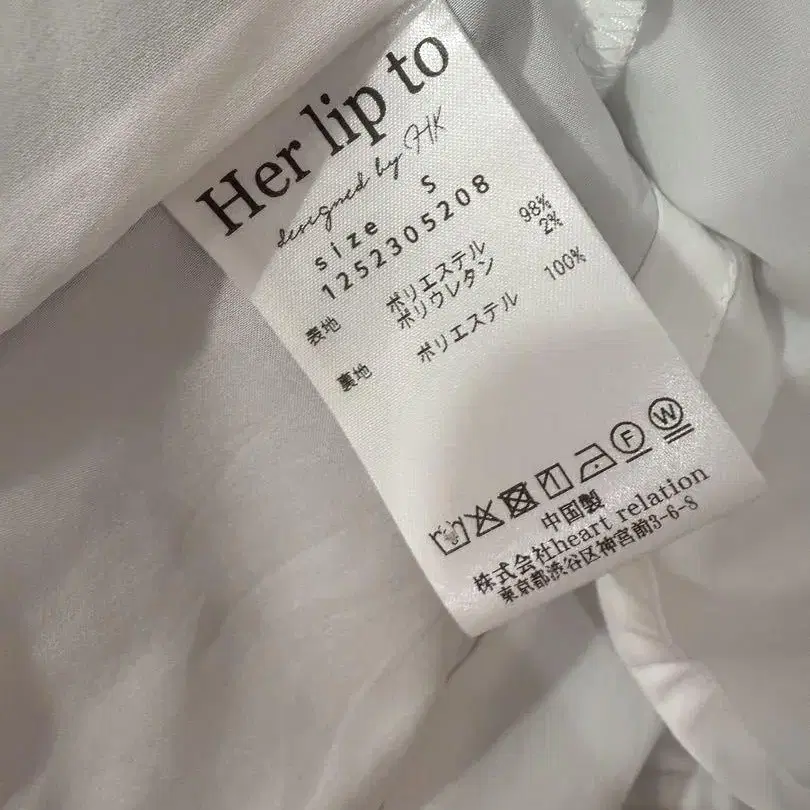 Her lip to
designed by HK
size S
1252305208
表地 ポリエステル 98%
ポリウレタン 2%
裏地 ポリエステル 100%
F W
中国製
株式会社heart relation
東京都渋谷区神宮前3-6-8